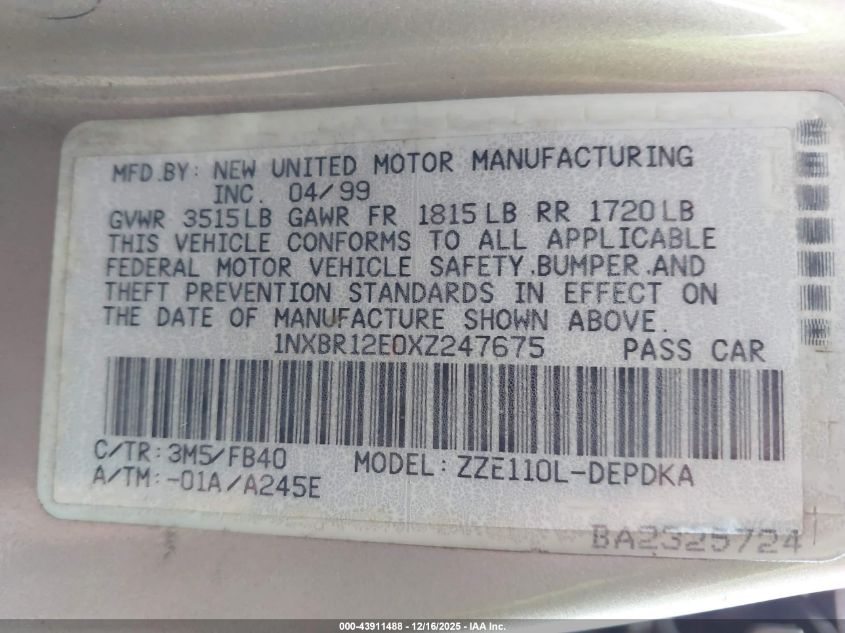 MFD.BY: NEW UNITED MOTOR MANUFACTURING
INC. 04/99
GVWR 3515LB GAWR FR 1815LB RR 1720LB
THIS VEHICLE CONFORMS TO ALL APPLICABLE
FEDERAL MOTOR VEHICLE SAFETY.BUMPER.AND
THEFT PREVENTION STANDARDS IN EFFECT ON
THE DATE OF MANUFACTURE SHOWN ABOVE.
1NXBR12E0XZ247675 PASS CAR
C/TR: 3M5/FB40 MODEL: ZZE110L-DEPDKA
A/TM:-01A/A245E
BA2325724
000-43911488 - 12/16/2025 - IAA Inc.